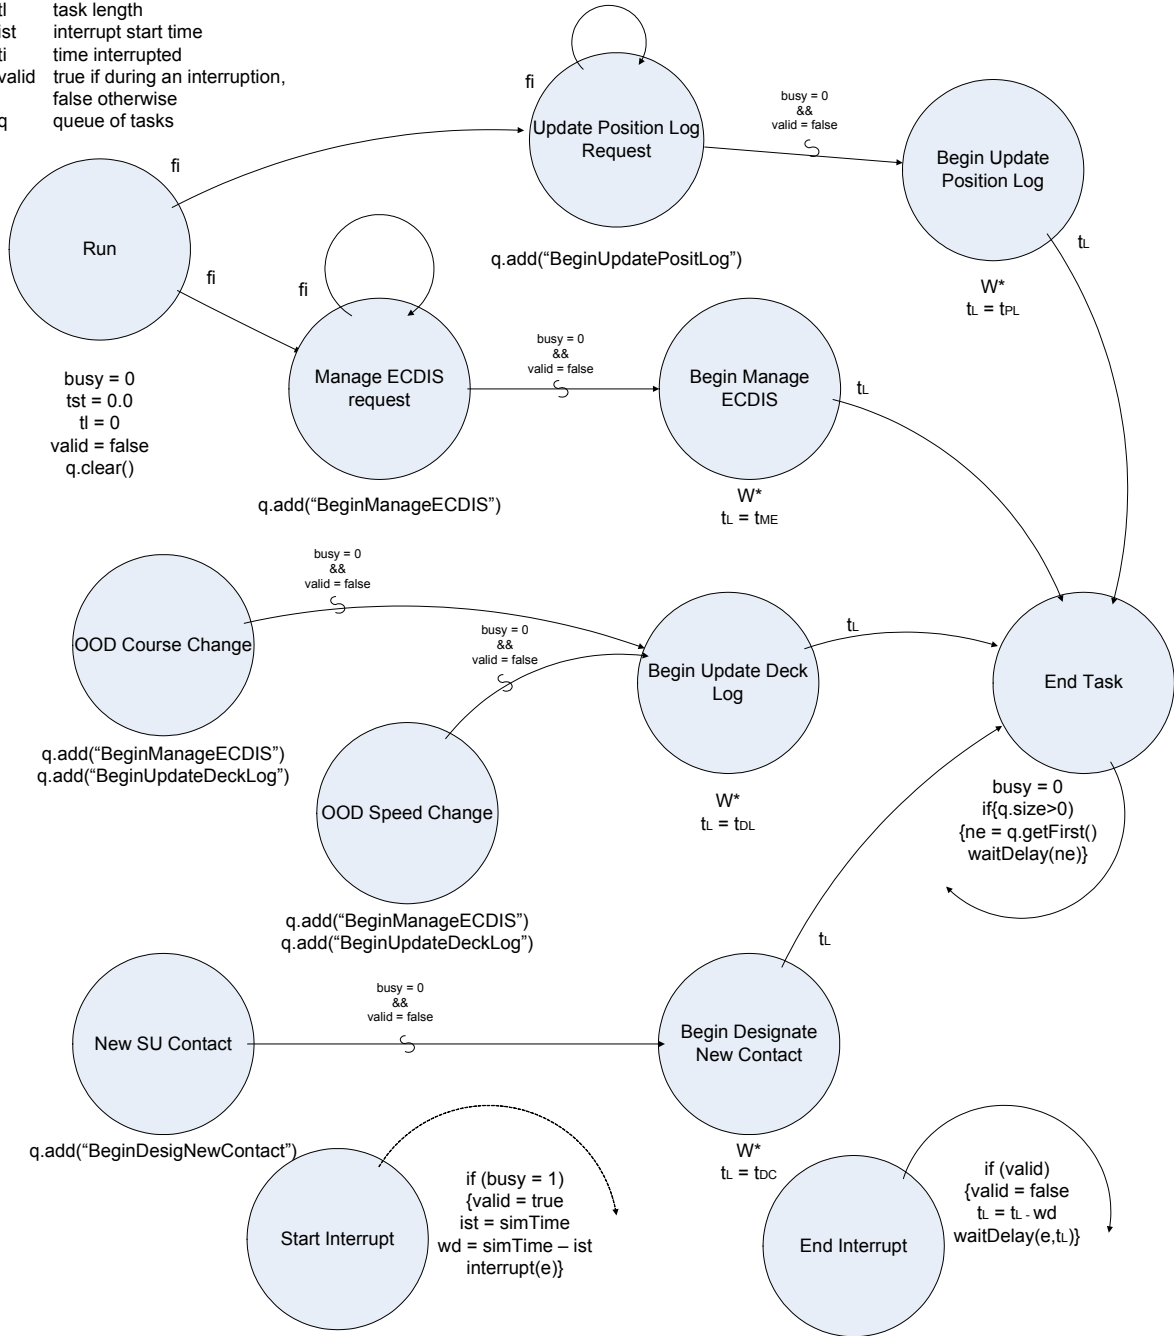 tl task length
ist interrupt start time
ti time interrupted
valid true if during an interruption,
false otherwise
q queue of tasks
fi
Update Position Log
Request
busy = 0
&&
valid = false
Begin Update
Position Log
fi
Run
q.add(“BeginUpdatePositLog”)
tL
W*
tL = tPL
fi
fi
busy = 0
tst = 0.0
tl = 0
valid = false
q.clear()
Manage ECDIS
request
busy = 0
&&
valid = false
Begin Manage
ECDIS
tL
q.add(“BeginManageECDIS”)
W*
tL = tME
busy = 0
&&
valid = false
OOD Course Change
busy = 0
&&
valid = false
Begin Update Deck
Log
tL
End Task
q.add(“BeginManageECDIS”)
q.add(“BeginUpdateDeckLog”)
OOD Speed Change
W*
tL = tDL
busy = 0
if{q.size>0)
{ne = q.getFirst()
waitDelay(ne)}
q.add(“BeginManageECDIS”)
q.add(“BeginUpdateDeckLog”)
tL
New SU Contact
busy = 0
&&
valid = false
Begin Designate
New Contact
q.add(“BeginDesigNewContact”)
W*
tL = tDC
Start Interrupt
if (busy = 1)
{valid = true
ist = simTime
wd = simTime – ist
interrupt(e)}
End Interrupt
if (valid)
{valid = false
tL = tL - wd
waitDelay(e,tL)}